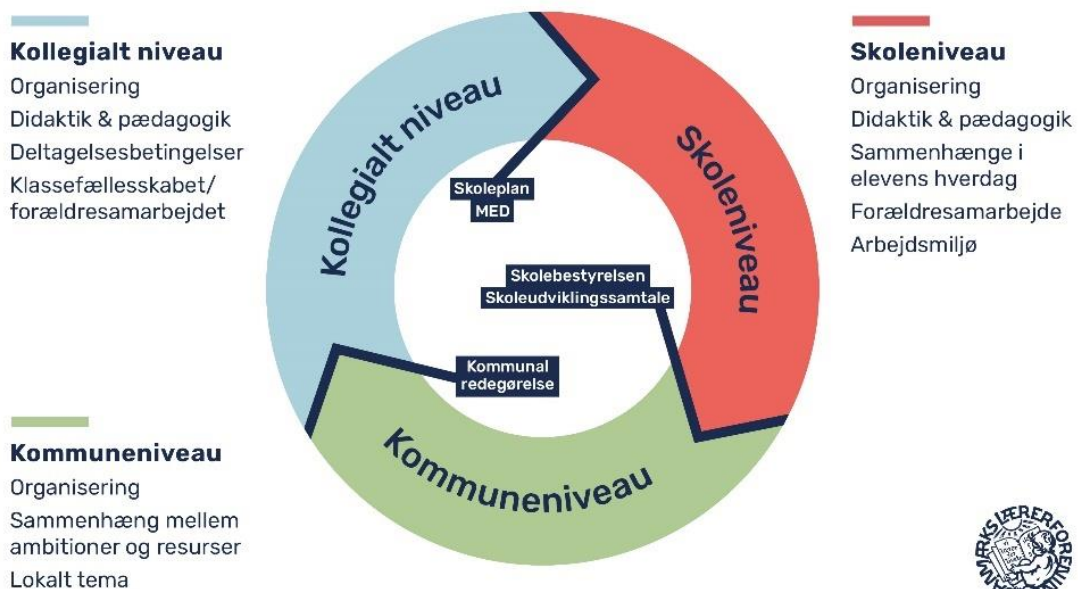 Kollegialt niveau
Organisering
Didaktik & pædagogik
Deltagelsesbetingelser
Klassefællesskabet/
forældresamarbejdet
Kollegialt niveau
Skoleniveau
Kommuneniveau
Skoleplan
MED
Skolebestyrelsen
Skoleudviklingssamtale
Kommunal
redegørelse
Skoleniveau
Organisering
Didaktik & pædagogik
Sammenhænge i
elevens hverdag
Forældresamarbejde
Arbejdsmiljø
Kommuneniveau
Organisering
Sammenhæng mellem
ambitioner og resurser
Lokalt tema